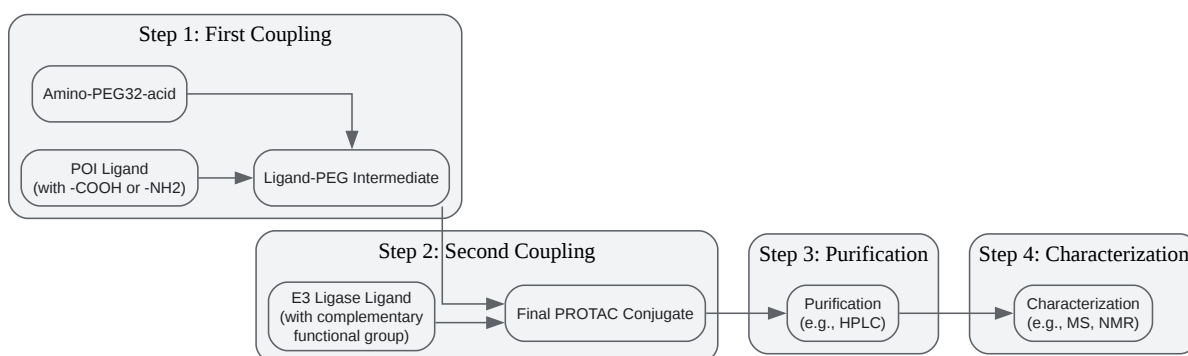 Step 1: First Coupling
Amino-PEG32-acid
POI Ligand
(with -COOH or -NH2)
Ligand-PEG Intermediate
Step 2: Second Coupling
E3 Ligase Ligand
(with complementary
functional group)
Final PROTAC Conjugate
Step 3: Purification
Purification
(e.g., HPLC)
Step 4: Characterization
Characterization
(e.g., MS, NMR)